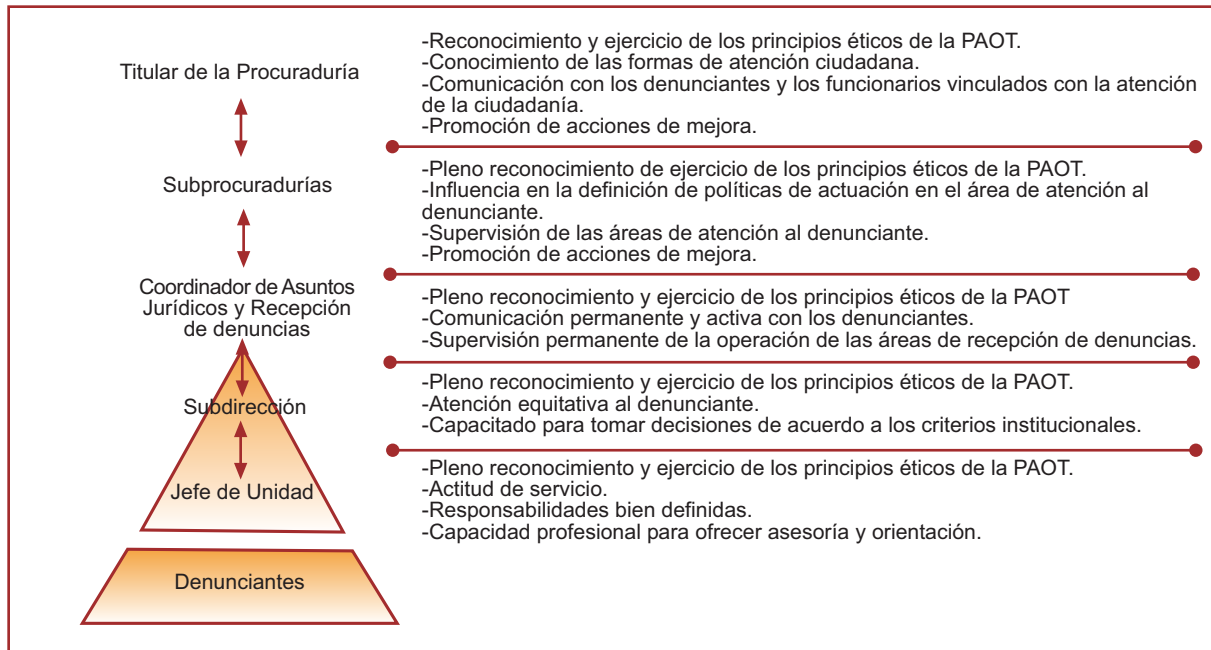 Titular de la Procuraduría
-Reconocimiento y ejercicio de los principios éticos de la PAOT.
-Conocimiento de las formas de atención ciudadana.
-Comunicación con los denunciantes y los funcionarios vinculados con la atención
de la ciudadanía.
-Promoción de acciones de mejora.
Subprocuradurías
-Pleno reconocimiento de ejercicio de los principios éticos de la PAOT.
-Influencia en la definición de políticas de actuación en el área de atención al
denunciante.
-Supervisión de las áreas de atención al denunciante.
-Promoción de acciones de mejora.
Coordinador de Asuntos
Jurídicos y Recepción
de denuncias
-Pleno reconocimiento y ejercicio de los principios éticos de la PAOT
-Comunicación permanente y activa con los denunciantes.
-Supervisión permanente de la operación de las áreas de recepción de denuncias.
Subdirección
-Pleno reconocimiento y ejercicio de los principios éticos de la PAOT.
-Atención equitativa al denunciante.
-Capacitado para tomar decisiones de acuerdo a los criterios institucionales.
Jefe de Unidad
-Pleno reconocimiento y ejercicio de los principios éticos de la PAOT.
-Actitud de servicio.
-Responsabilidades bien definidas.
-Capacidad profesional para ofrecer asesoría y orientación.
Denunciantes